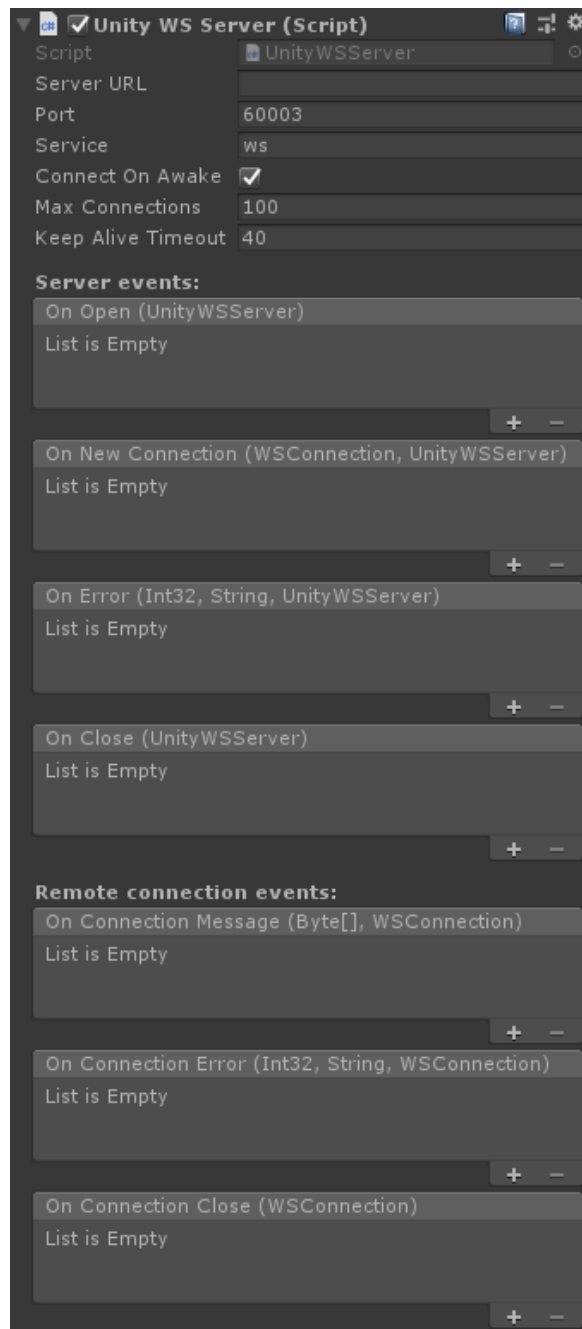 Unity WS Server (Script)
Script UnityWSServer
Server URL
Port 60003
Service ws
Connect On Awake
Max Connections 100
Keep Alive Timeout 40
Server events:
On Open (UnityWSServer)
List is Empty
+ −
On New Connection (WSConnection, UnityWSServer)
List is Empty
+ −
On Error (Int32, String, UnityWSServer)
List is Empty
+ −
On Close (UnityWSServer)
List is Empty
+ −
Remote connection events:
On Connection Message (Byte[], WSConnection)
List is Empty
+ −
On Connection Error (Int32, String, WSConnection)
List is Empty
+ −
On Connection Close (WSConnection)
List is Empty
+ −